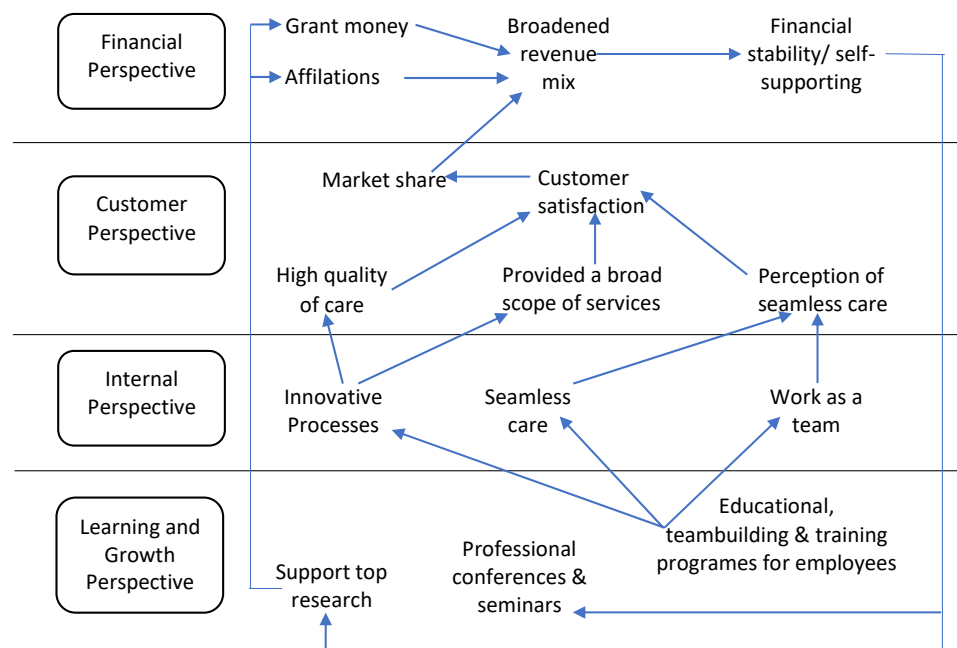 Financial
Perspective
Grant money
Affilations
Broadened
revenue
mix
Financial
stability/ self-
supporting
Customer
Perspective
Market share
Customer
satisfaction
High quality
of care
Provided a broad
scope of services
Perception of
seamless care
Internal
Perspective
Innovative
Processes
Seamless
care
Work as a
team
Learning and
Growth
Perspective
Support top
research
Professional
conferences &
seminars
Educational,
teambuilding & training
programes for employees